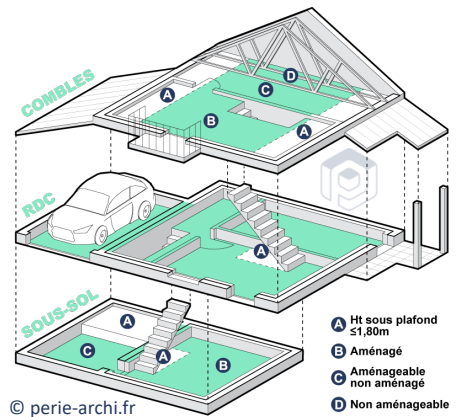 COMBLES
D
A
C
B
A
RDC
A
SOUS-SOL
A
C
A
B
A Ht sous plafond
≤1,80m
B Aménagé
C Aménageable
non aménagé
D Non aménageable
© perie-archi.fr